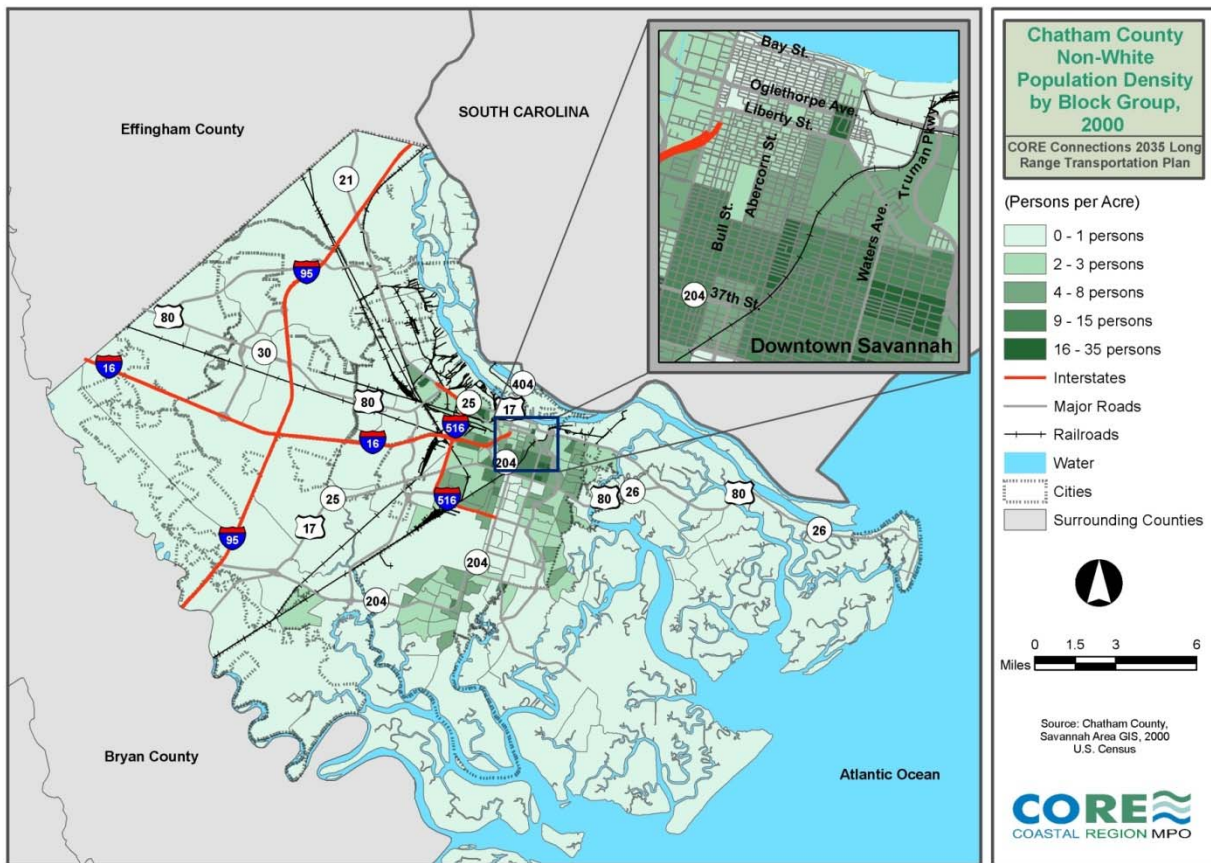 Chatham County
Non-White
Population Density
by Block Group,
2000
CORE Connections 2035 Long
Range Transportation Plan
(Persons per Acre)
0 - 1 persons
2 - 3 persons
4 - 8 persons
9 - 15 persons
16 - 35 persons
Interstates
Major Roads
Railroads
Water
Cities
Surrounding Counties
0 1.5 3 6
Miles
Source: Chatham County,
Savannah Area GIS, 2000
U.S. Census
CORE
COASTAL REGION MPO
Effingham County
SOUTH CAROLINA
Bryan County
Atlantic Ocean
21
95
80
30
16
80
16
25
516
404
17
204
516
25
17
95
204
204
80
26
80
26
Bay St.
Oglethorpe Ave.
Liberty St.
Abercorn St.
Bull St.
Truman Pkwy
Waters Ave.
204
37th St.
Downtown Savannah